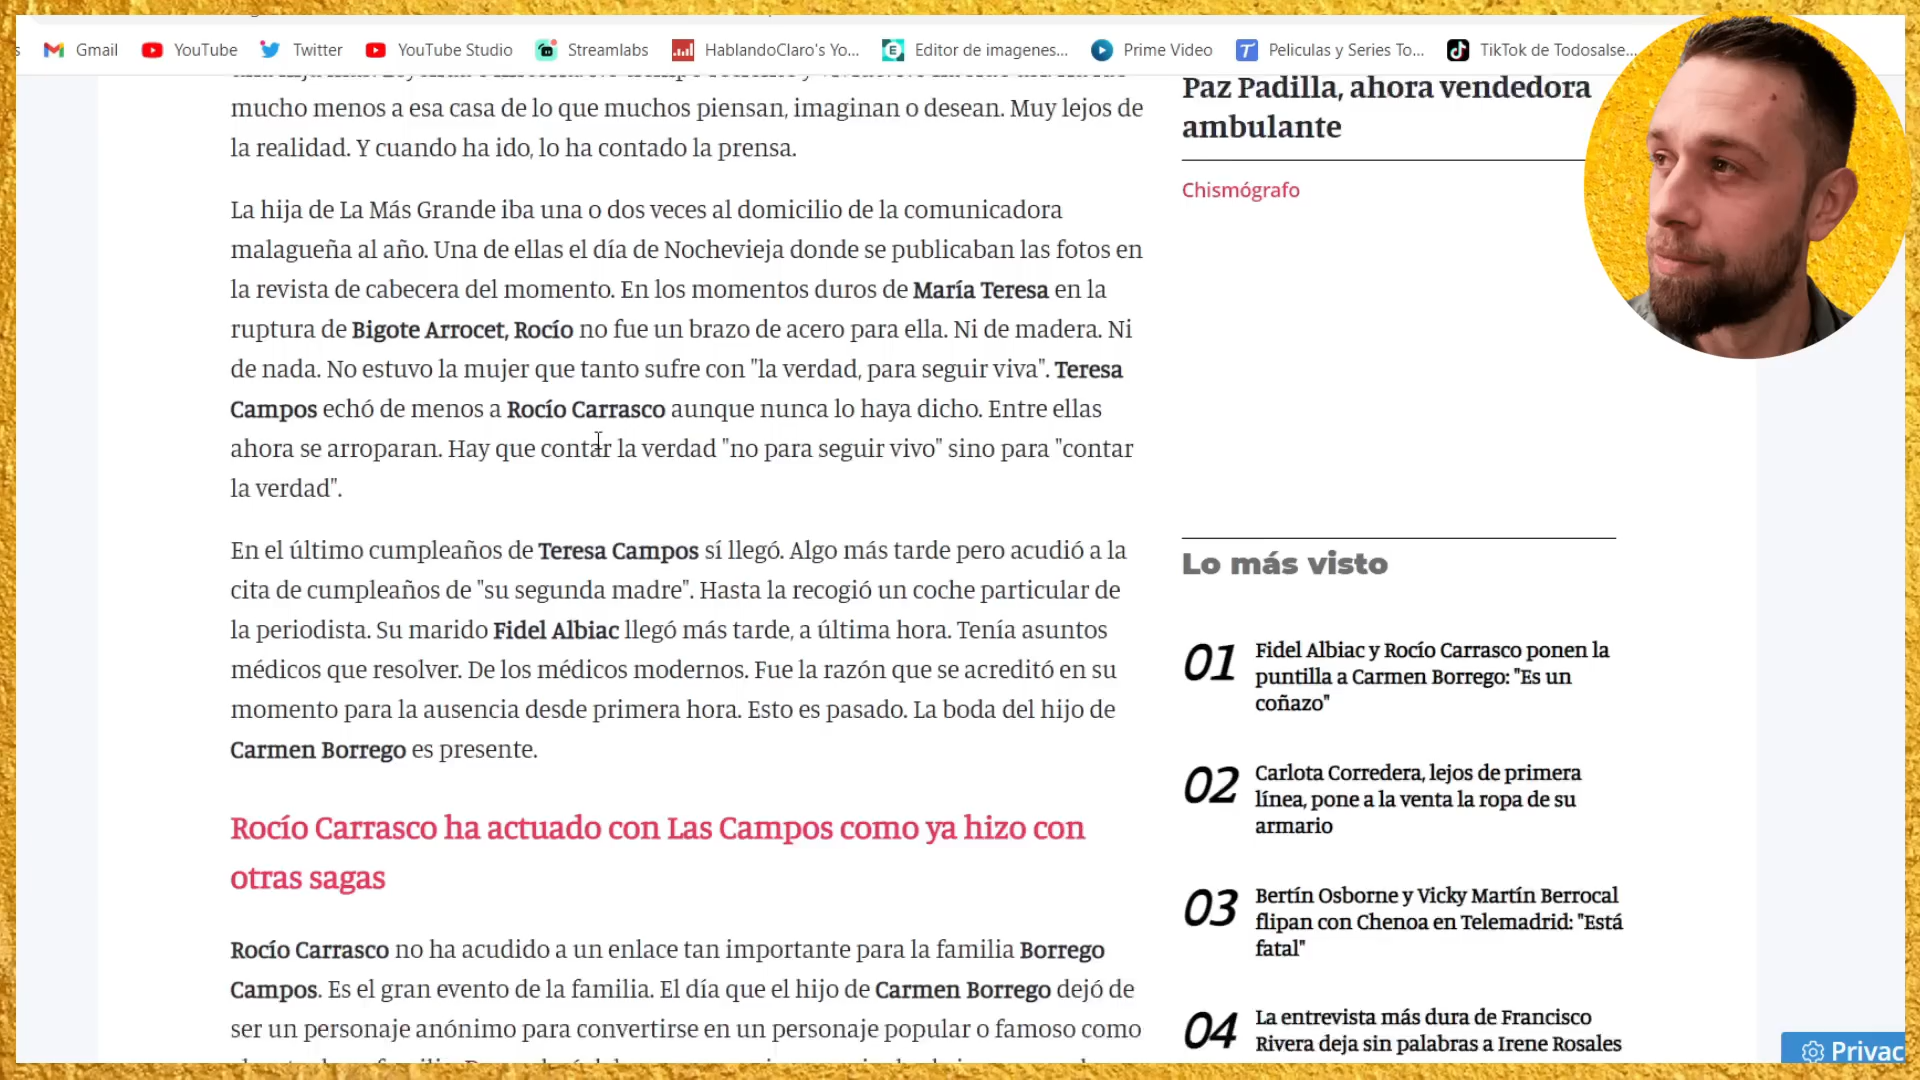 Gmail
YouTube
Twitter
YouTube Studio
Streamlabs
HablandoClaro's Yo...
Editor de imagenes...
Prime Video
Peliculas y Series To...
TikTok de Todosalse...
mucho menos a esa casa de lo que muchos piensan, imaginan o desean. Muy lejos de
la realidad. Y cuando ha ido, lo ha contado la prensa.
La hija de La Más Grande iba una o dos veces al domicilio de la comunicadora
malagueña al año. Una de ellas el día de Nochevieja donde se publicaban las fotos en
la revista de cabecera del momento. En los momentos duros de María Teresa en la
ruptura de Bigote Arrocet, Rocío no fue un brazo de acero para ella. Ni de madera. Ni
de nada. No estuvo la mujer que tanto sufre con "la verdad, para seguir viva". Teresa
Campos echó de menos a Rocío Carrasco aunque nunca lo haya dicho. Entre ellas
ahora se arroparan. Hay que contar la verdad "no para seguir vivo" sino para "contar
la verdad".
En el último cumpleaños de Teresa Campos sí llegó. Algo más tarde pero acudió a la
cita de cumpleaños de "su segunda madre". Hasta la recogió un coche particular de
la periodista. Su marido Fidel Albiac llegó más tarde, a última hora. Tenía asuntos
médicos que resolver. De los médicos modernos. Fue la razón que se acreditó en su
momento para la ausencia desde primera hora. Esto es pasado. La boda del hijo de
Carmen Borrego es presente.
Rocío Carrasco ha actuado con Las Campos como ya hizo con
otras sagas
Rocío Carrasco no ha acudido a un enlace tan importante para la familia Borrego
Campos. Es el gran evento de la familia. El día que el hijo de Carmen Borrego dejó de
ser un personaje anónimo para convertirse en un personaje popular o famoso como
Paz Padilla, ahora vendedora
ambulante
Chismógrafo
Lo más visto
01
Fidel Albiac y Rocío Carrasco ponen la
puntilla a Carmen Borrego: "Es un
coñazo"
02
Carlota Corredera, lejos de primera
línea, pone a la venta la ropa de su
armario
03
Bertín Osborne y Vicky Martín Berrocal
flipan con Chenoa en Telemadrid: "Está
fatal"
04
La entrevista más dura de Francisco
Rivera deja sin palabras a Irene Rosales
Privac